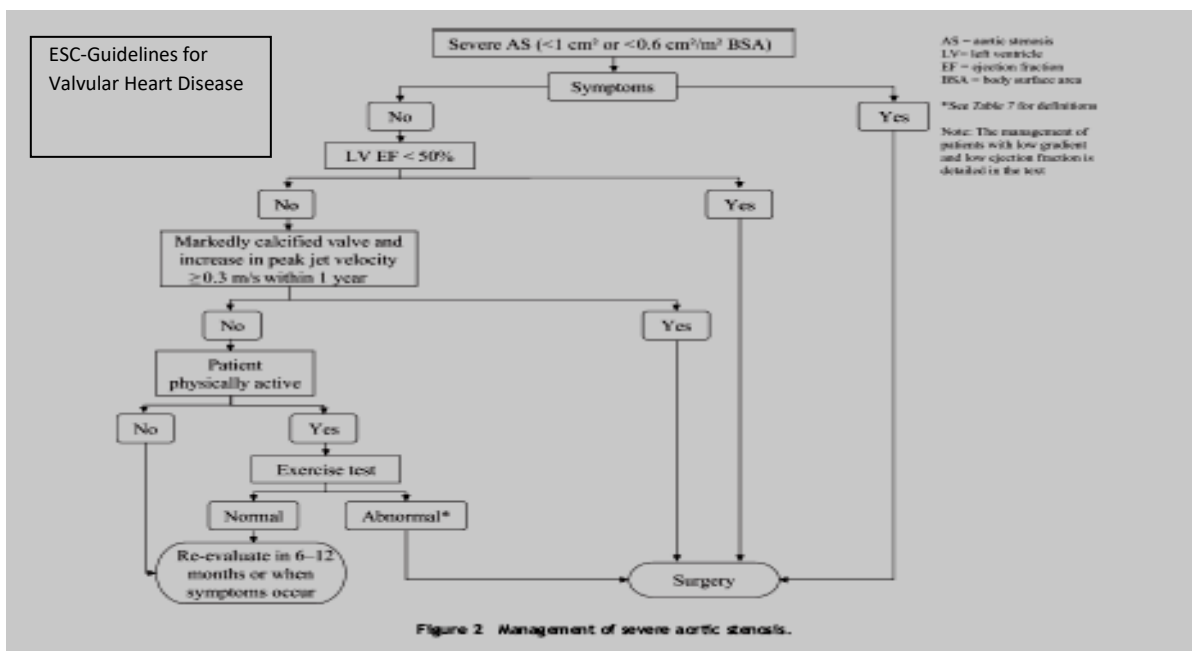 ESC-Guidelines for
Valvular Heart Disease
Severe AS (<1 cm² or <0.6 cm²/m² BSA)
AS = aortic stenosis
LV= left ventricle
EF = ejection fraction
BSA = body surface area
*See Table 7 for definitions
Note: The management of
patients with low gradient
and low ejection fraction is
detailed in the text
Symptoms
No
Yes
LV EF < 50%
No
Yes
Markedly calcified valve and
increase in peak jet velocity
≥0.3 m/s within 1 year
No
Yes
Patient
physically active
No
Yes
Exercise test
Normal
Abnormal*
Re-evaluate in 6–12
months or when
symptoms occur
Surgery
Figure 2 Management of severe aortic stenosis.